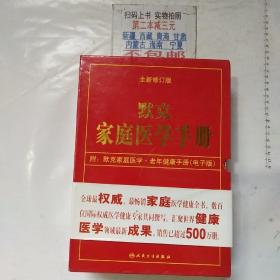 扫码上书 实物拍照
第二本减三元
新疆 西藏 青海 甘肃
内蒙古 海南 宁夏
不包邮
全新修订版
默克
家庭医学手册
附：默克家庭医学·老年健康手册(电子版)
全球最权威、最畅销家庭医学健康全书，数百
位国际权威医学健康专家共同撰写，汇聚世界健康
医学领域最新成果，销售已超过500万册。
人民卫生出版社